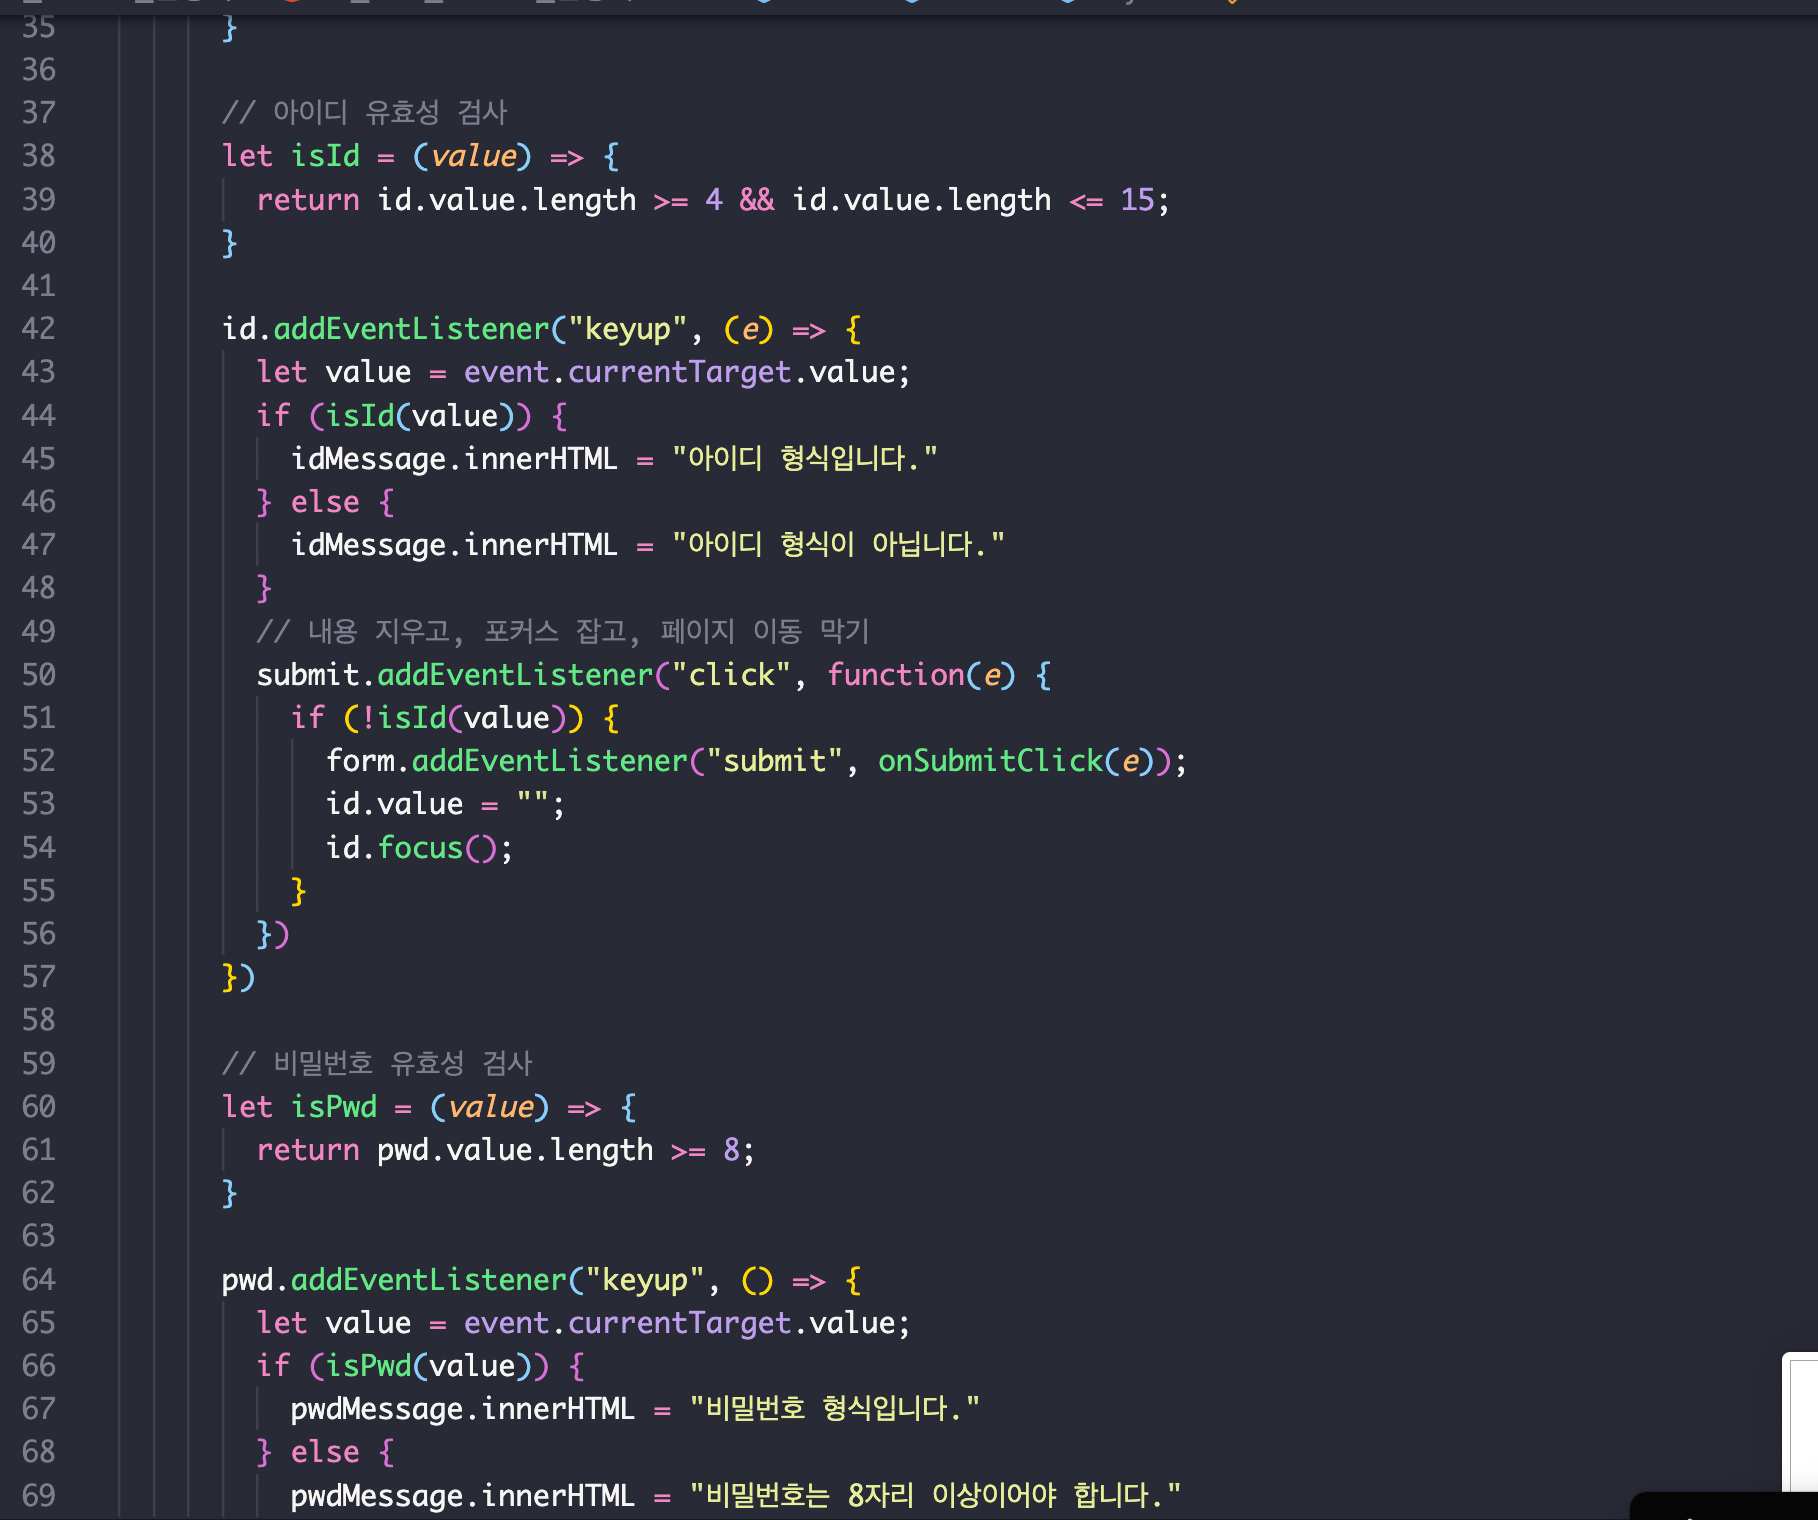 35 }
36
37 // 아이디 유효성 검사
38 let isId = (value) => {
39 return id.value.length >= 4 && id.value.length <= 15;
40 }
41
42 id.addEventListener("keyup", (e) => {
43 let value = event.currentTarget.value;
44 if (isId(value)) {
45 idMessage.innerHTML = "아이디 형식입니다."
46 } else {
47 idMessage.innerHTML = "아이디 형식이 아닙니다."
48 }
49 // 내용 지우고, 포커스 잡고, 페이지 이동 막기
50 submit.addEventListener("click", function(e) {
51 if (!isId(value)) {
52 form.addEventListener("submit", onSubmitClick(e));
53 id.value = "";
54 id.focus();
55 }
56 })
57 })
58
59 // 비밀번호 유효성 검사
60 let isPwd = (value) => {
61 return pwd.value.length >= 8;
62 }
63
64 pwd.addEventListener("keyup", () => {
65 let value = event.currentTarget.value;
66 if (isPwd(value)) {
67 pwdMessage.innerHTML = "비밀번호 형식입니다."
68 } else {
69 pwdMessage.innerHTML = "비밀번호는 8자리 이상이어야 합니다."